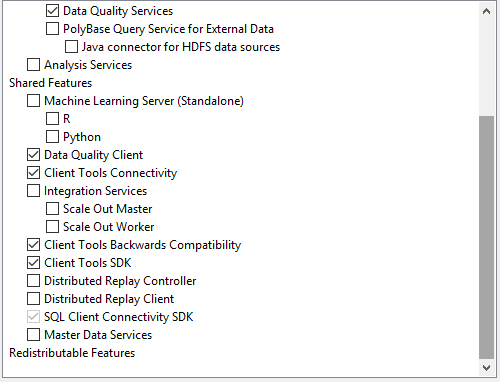 Data Quality Services
PolyBase Query Service for External Data
Java connector for HDFS data sources
Analysis Services
Shared Features
Machine Learning Server (Standalone)
R
Python
Data Quality Client
Client Tools Connectivity
Integration Services
Scale Out Master
Scale Out Worker
Client Tools Backwards Compatibility
Client Tools SDK
Distributed Replay Controller
Distributed Replay Client
SQL Client Connectivity SDK
Master Data Services
Redistributable Features